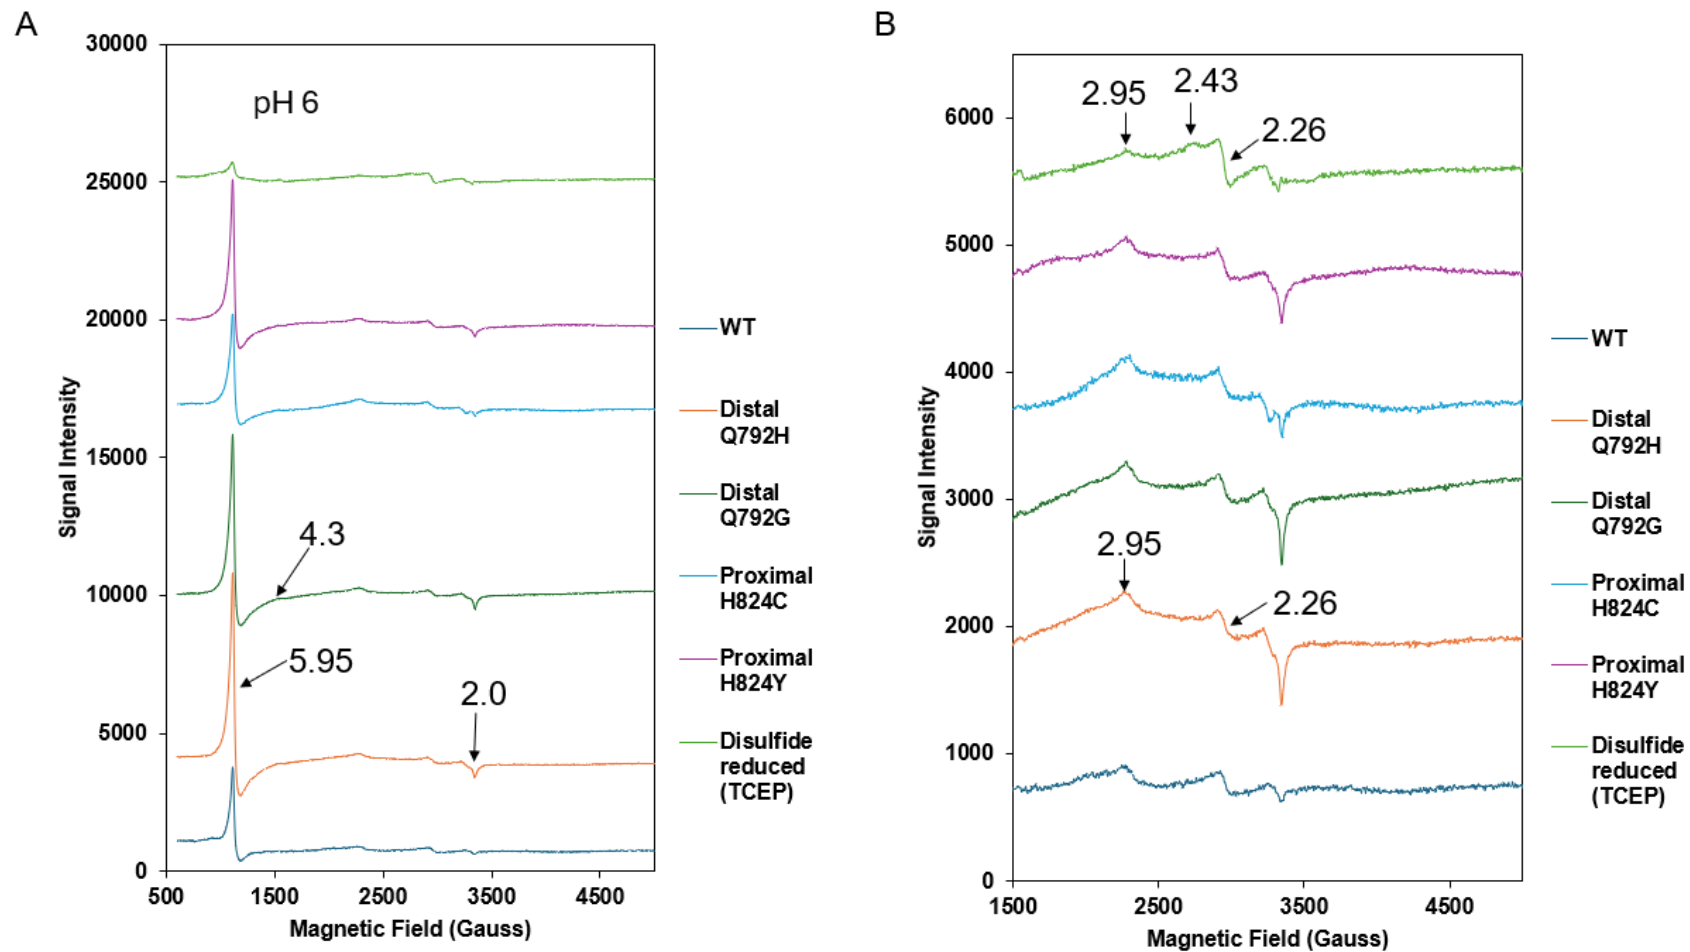 A
30000
pH 6
25000
20000
15000
10000
5000
0
4.3
5.95
2.0
500
1500
2500
3500
4500
Signal Intensity
Magnetic Field (Gauss)
WT
Distal
Q792H
Distal
Q792G
Proximal
H824C
Proximal
H824Y
Disulfide
reduced
(TCEP)
B
6000
5000
4000
3000
2000
1000
0
2.95
2.43
2.26
2.95
2.26
1500
2500
3500
4500
Signal Intensity
Magnetic Field (Gauss)
WT
Distal
Q792H
Distal
Q792G
Proximal
H824C
Proximal
H824Y
Disulfide
reduced
(TCEP)